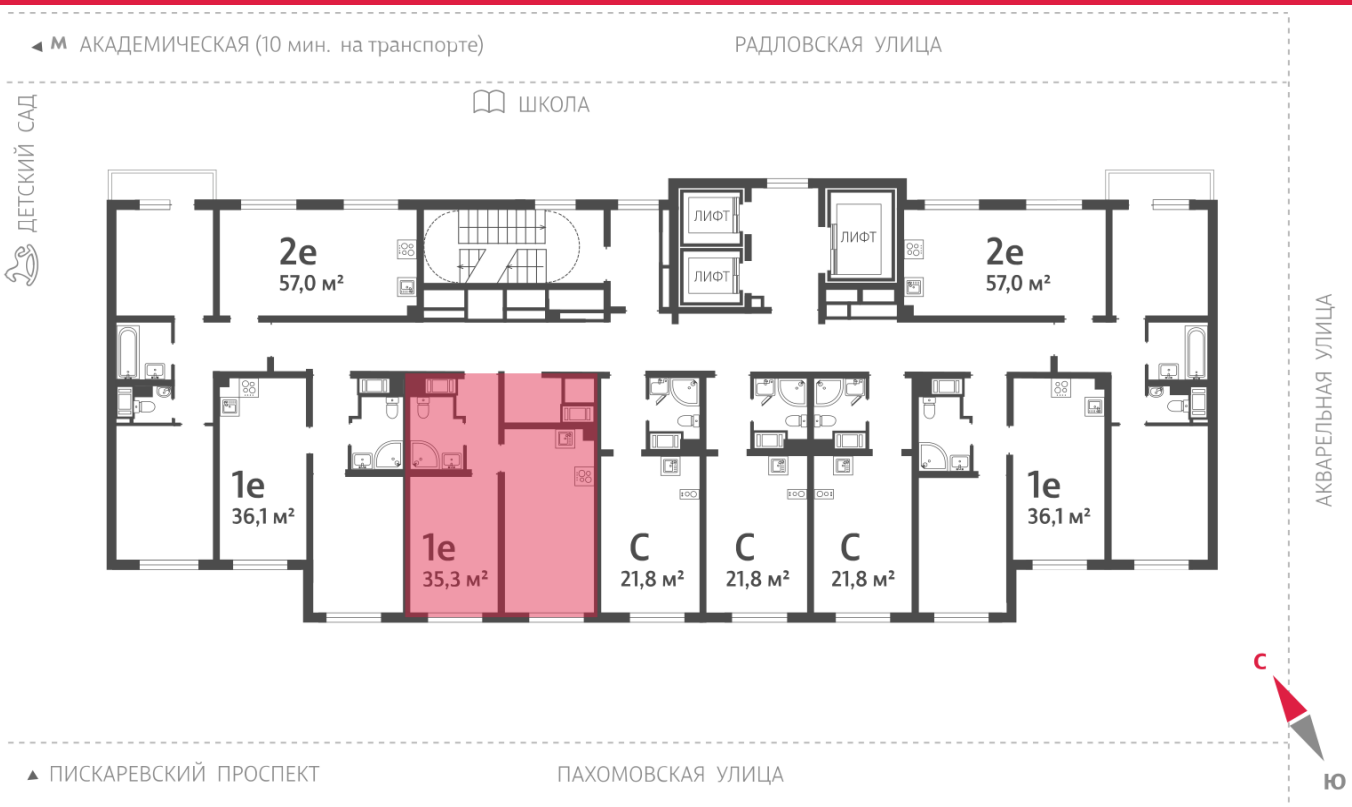 М АКАДЕМИЧЕСКАЯ (10 мин. на транспорте)
РАДЛОВСКАЯ УЛИЦА
ШКОЛА
ДЕТСКИЙ САД
2е
57,0 м²
ЛИФТ
ЛИФТ
ЛИФТ
2е
57,0 м²
АКВАРЕЛЬНАЯ УЛИЦА
1е
36,1 м²
1е
35,3 м²
С
21,8 м²
С
21,8 м²
С
21,8 м²
1е
36,1 м²
С
Ю
ПИСКАРЕВСКИЙ ПРОСПЕКТ
ПАХОМОВСКАЯ УЛИЦА